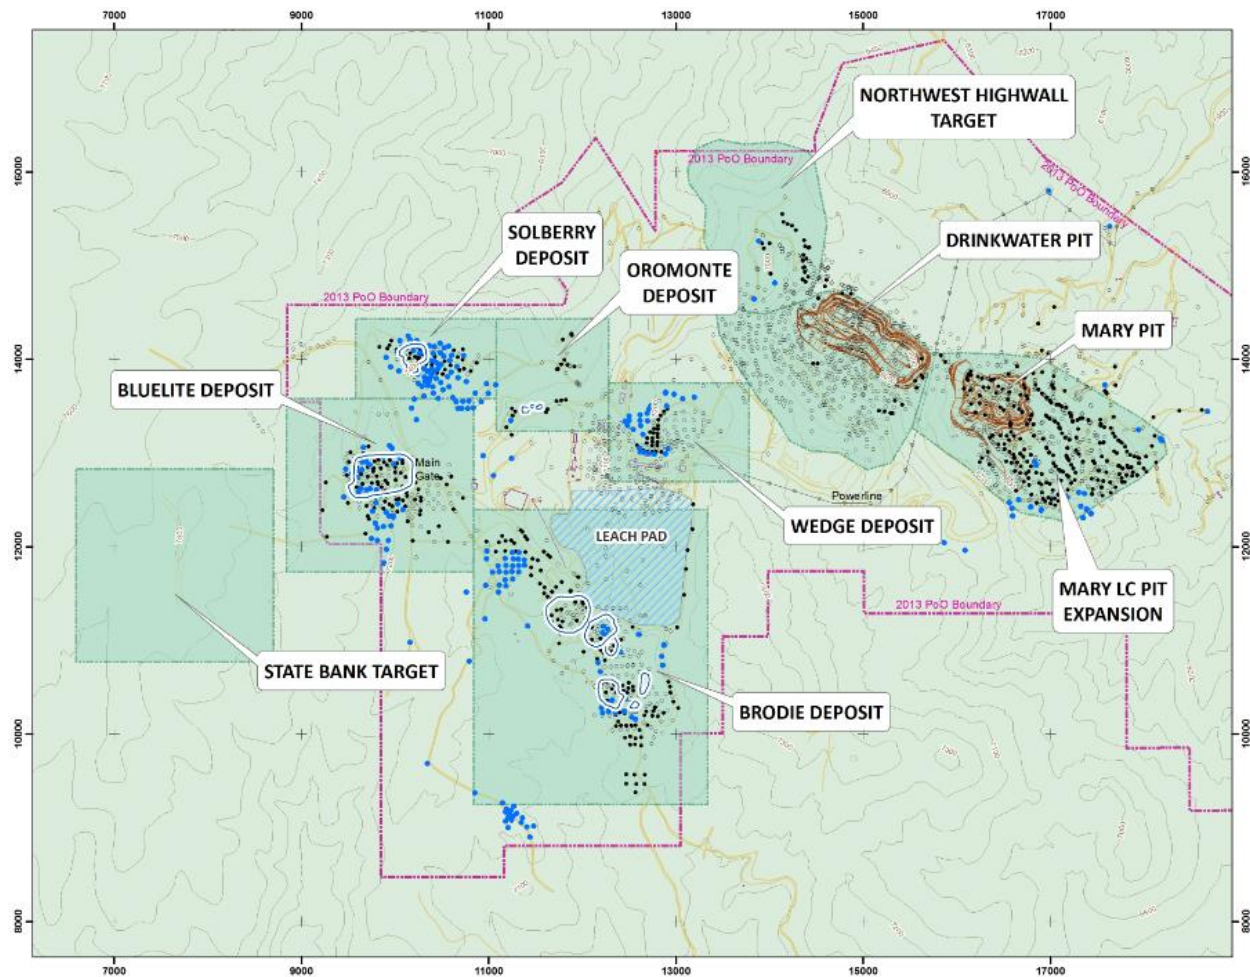 7000 9000 11000 13000 15000 17000
NORTHWEST HIGHWALL
TARGET
16000
2013 PoO Boundary
2013 PoO Boundary
16000
SOLBERRY
DEPOSIT
DRINKWATER PIT
OROMONTE
DEPOSIT
2013 PoO Boundary
MARY PIT
14000
14000
BLUELITE DEPOSIT
Main
Gate
Powerline
WEDGE DEPOSIT
LEACH PAD
12000
12000
MARY LC PIT
EXPANSION
2013 PoO Boundary
STATE BANK TARGET
BRODIE DEPOSIT
10000
10000
8000
8000
7000 9000 11000 13000 15000 17000